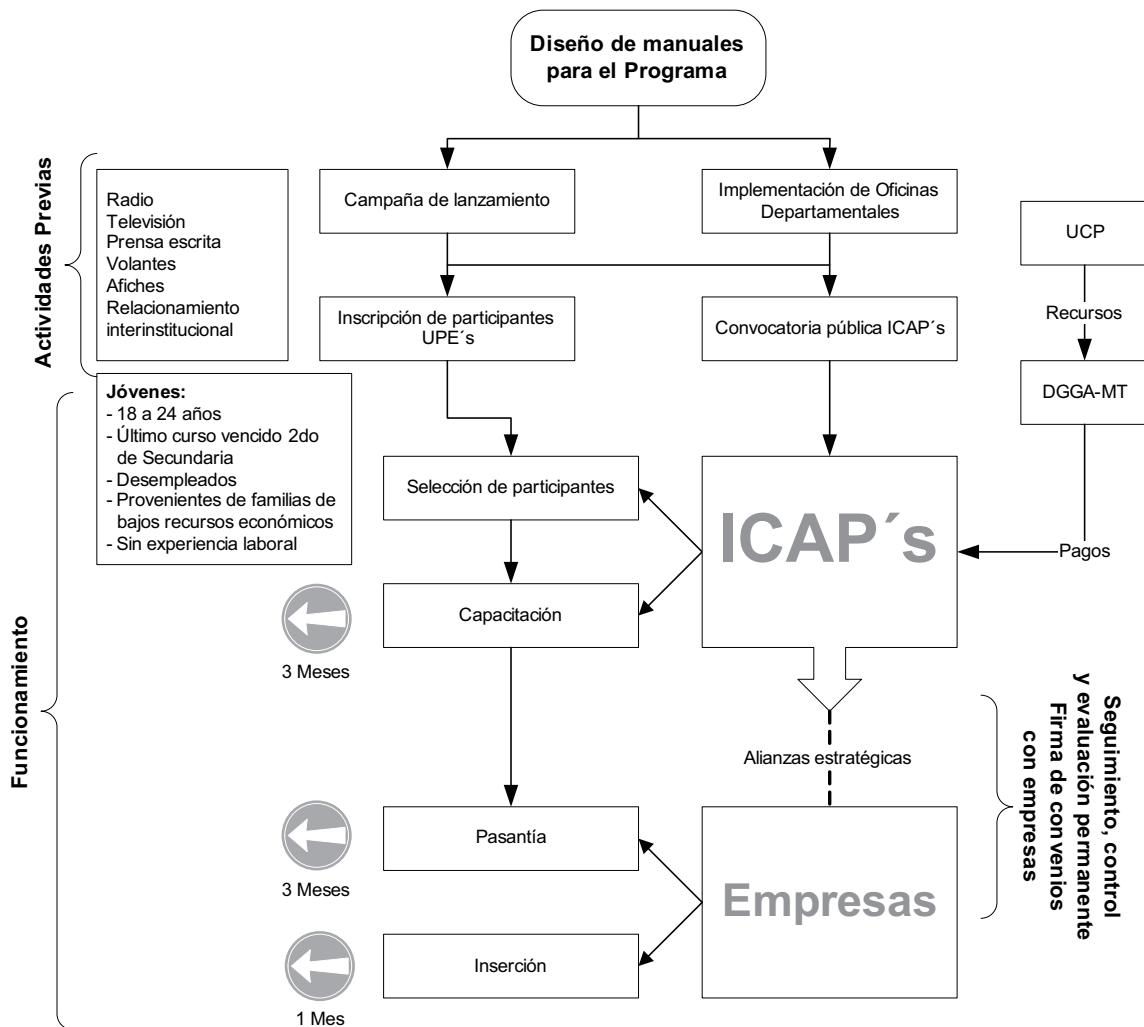 Diseño de manuales
para el Programa
Actividades Previas
Radio
Televisión
Prensa escrita
Volantes
Afiches
Relacionamiento
interinstitucional
Campaña de lanzamiento
Implementación de Oficinas
Departamentales
UCP
Recursos
Inscripción de participantes
UPE´s
Convocatoria pública ICAP´s
DGGA-MT
Funcionamiento
Jóvenes:
- 18 a 24 años
- Último curso vencido 2do
de Secundaria
- Desempleados
- Provenientes de familias de
bajos recursos económicos
- Sin experiencia laboral
Selección de participantes
ICAP´s
Pagos
Capacitación
3 Meses
Alianzas estratégicas
Seguimiento, control
y evaluación permanente
Firma de convenios
con empresas
Pasantía
3 Meses
Empresas
Inserción
1 Mes